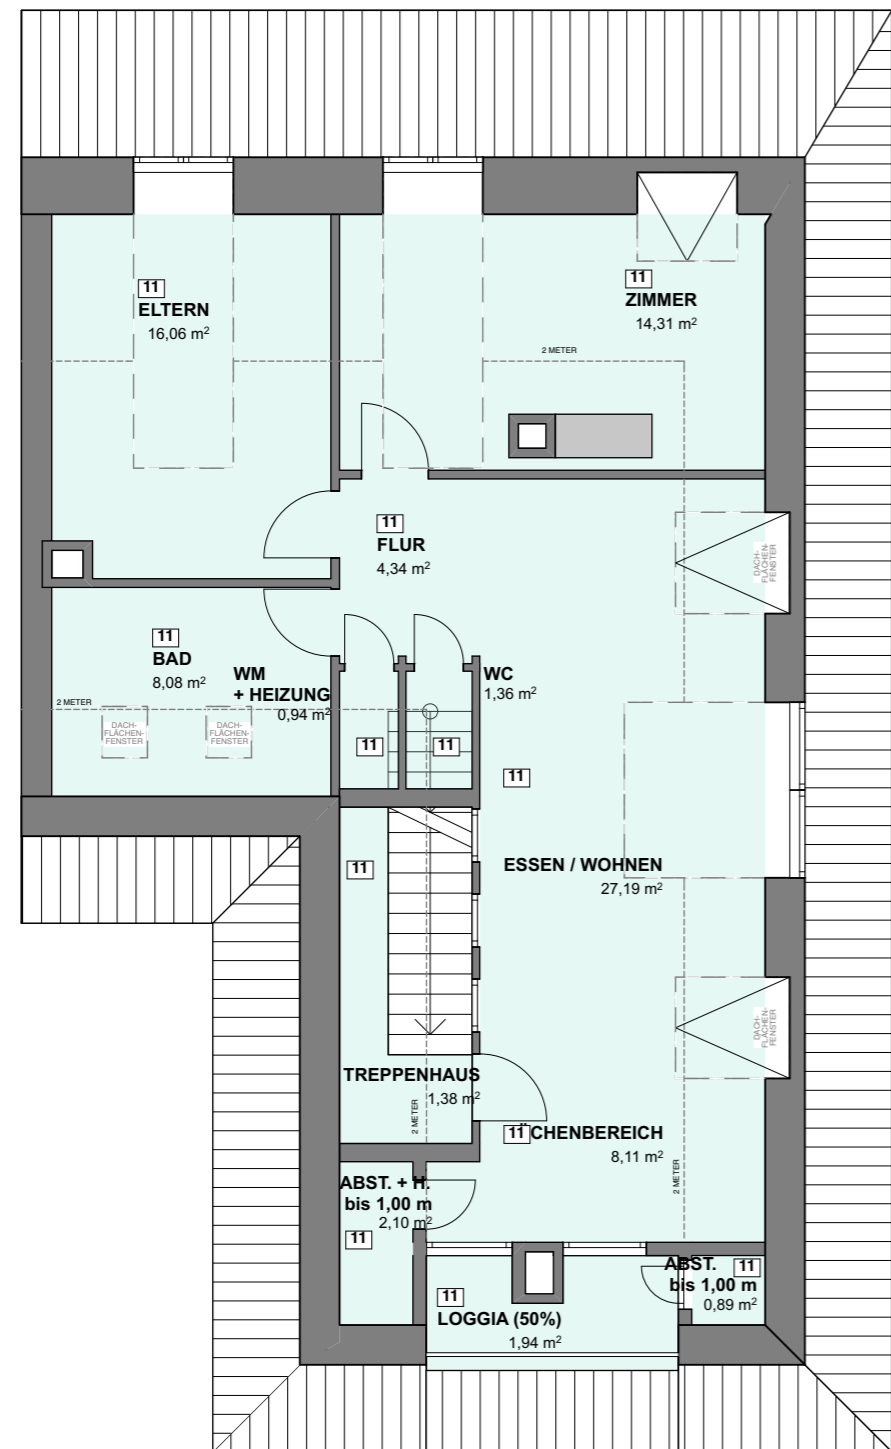 11
ELTERN
16,06 m²
11
ZIMMER
14,31 m²
2 METER
11
FLUR
4,34 m²
DACH-
FLÄCHEN-
FENSTER
11
BAD
8,08 m²
WM
+ HEIZUNG
0,94 m²
WC
1,36 m²
2 METER
DACH-
FLÄCHEN-
FENSTER
DACH-
FLÄCHEN-
FENSTER
11
11
11
ESSEN / WOHNEN
27,19 m²
11
DACH-
FLÄCHEN-
FENSTER
TREPPENHAUS
1,38 m²
2 METER
11 CHENBEREICH
8,11 m²
2 METER
ABST. + H.
bis 1,00 m
2,10 m²
11
ABST.
11
bis 1,00 m
0,89 m²
11
LOGGIA (50%)
1,94 m²